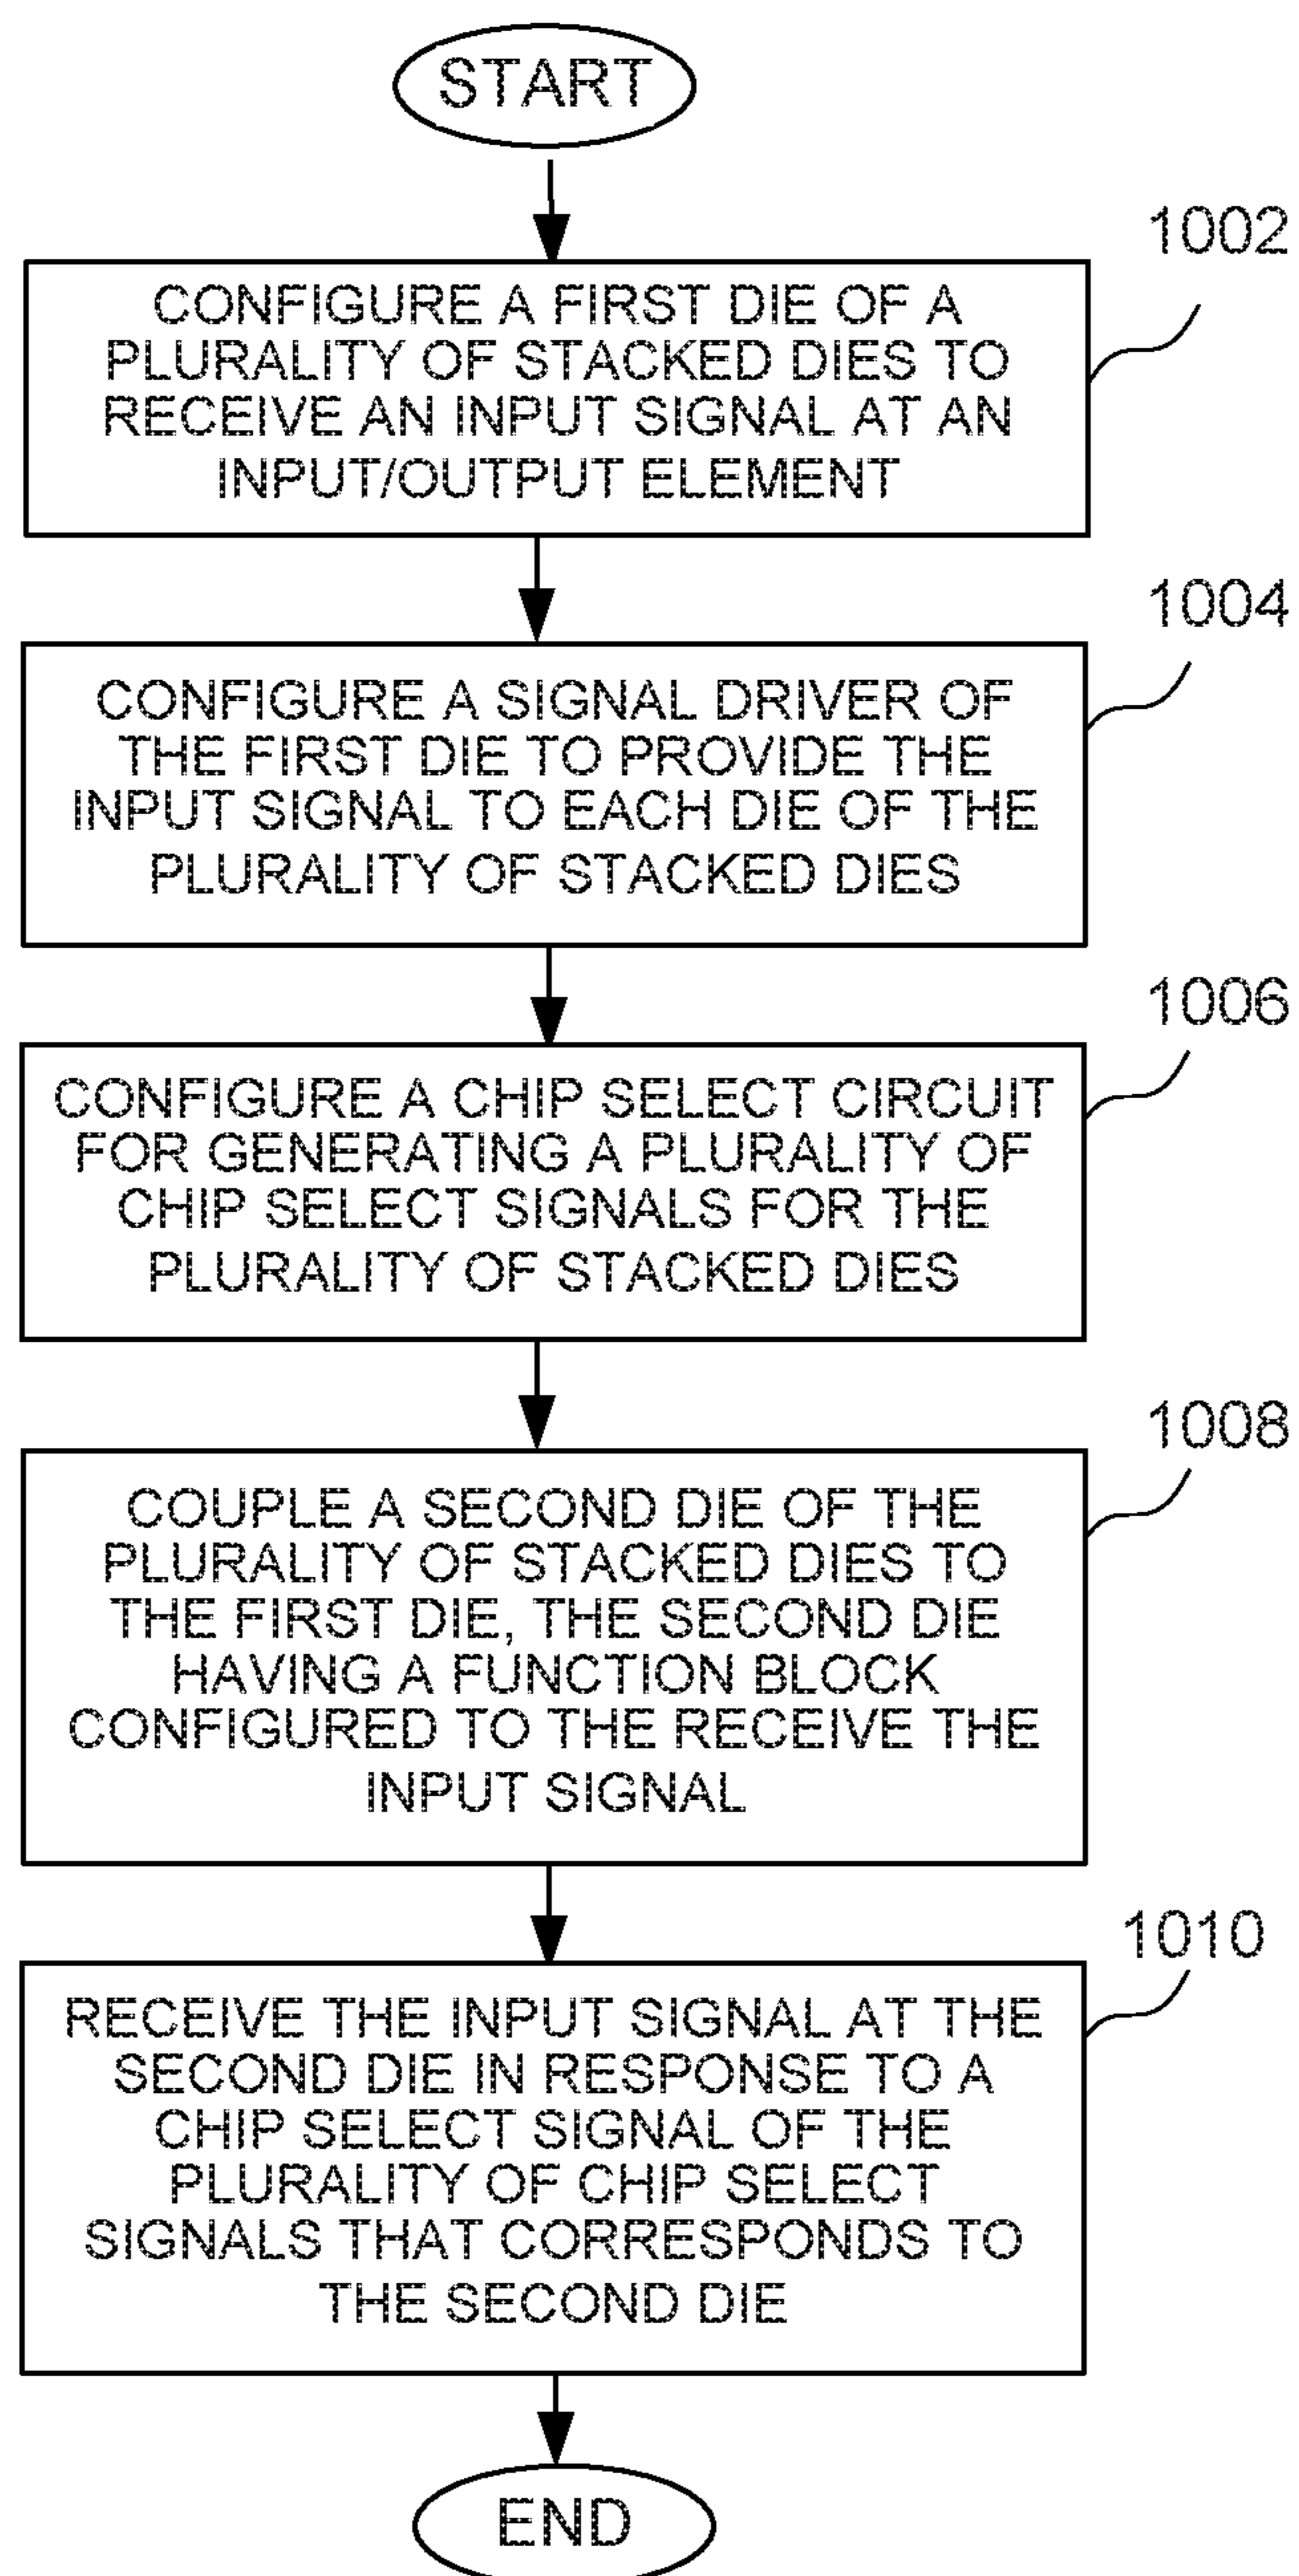 START
1002
CONFIGURE A FIRST DIE OF A
PLURALITY OF STACKED DIES TO
RECEIVE AN INPUT SIGNAL AT AN
INPUT/OUTPUT ELEMENT
1004
CONFIGURE A SIGNAL DRIVER OF
THE FIRST DIE TO PROVIDE THE
INPUT SIGNAL TO EACH DIE OF THE
PLURALITY OF STACKED DIES
1006
CONFIGURE A CHIP SELECT CIRCUIT
FOR GENERATING A PLURALITY OF
CHIP SELECT SIGNALS FOR THE
PLURALITY OF STACKED DIES
1008
COUPLE A SECOND DIE OF THE
PLURALITY OF STACKED DIES TO
THE FIRST DIE, THE SECOND DIE
HAVING A FUNCTION BLOCK
CONFIGURED TO THE RECEIVE THE
INPUT SIGNAL
1010
RECEIVE THE INPUT SIGNAL AT THE
SECOND DIE IN RESPONSE TO A
CHIP SELECT SIGNAL OF THE
PLURALITY OF CHIP SELECT
SIGNALS THAT CORRESPONDS TO
THE SECOND DIE
END